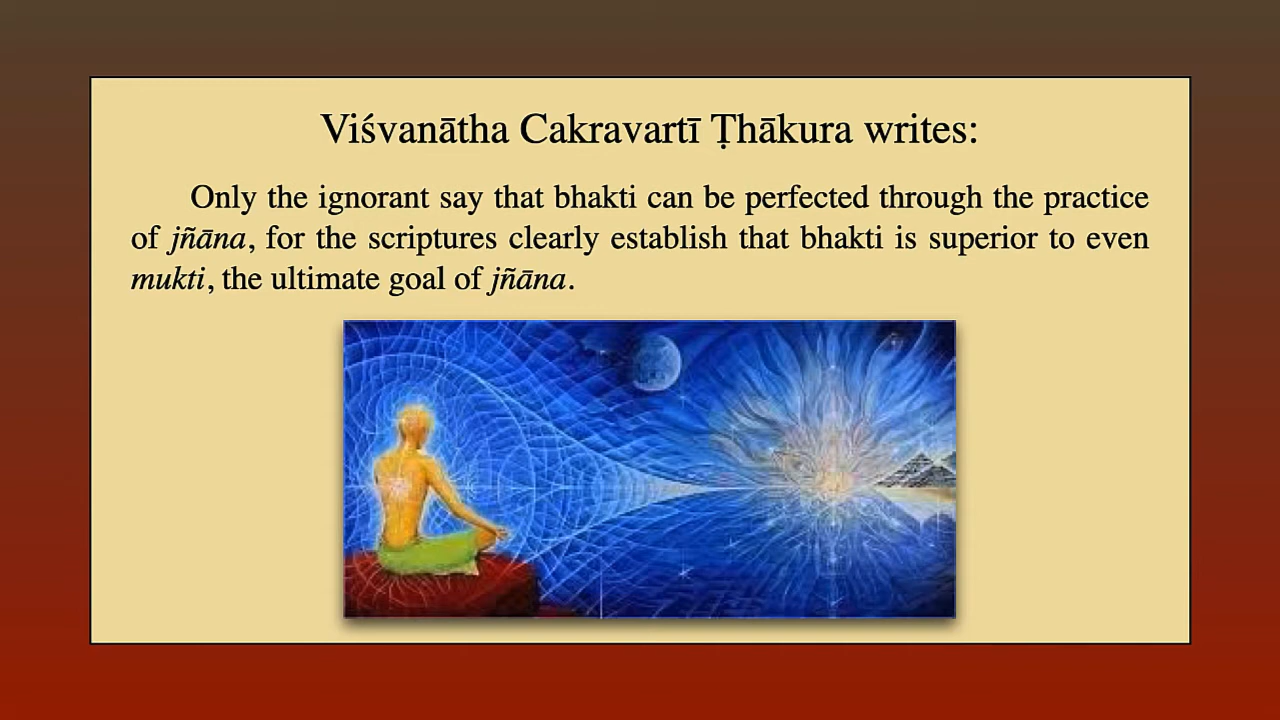 Viśvanātha Cakravartī Ṭhākura writes:
Only the ignorant say that bhakti can be perfected through the practice
of jñāna, for the scriptures clearly establish that bhakti is superior to even
mukti, the ultimate goal of jñāna.